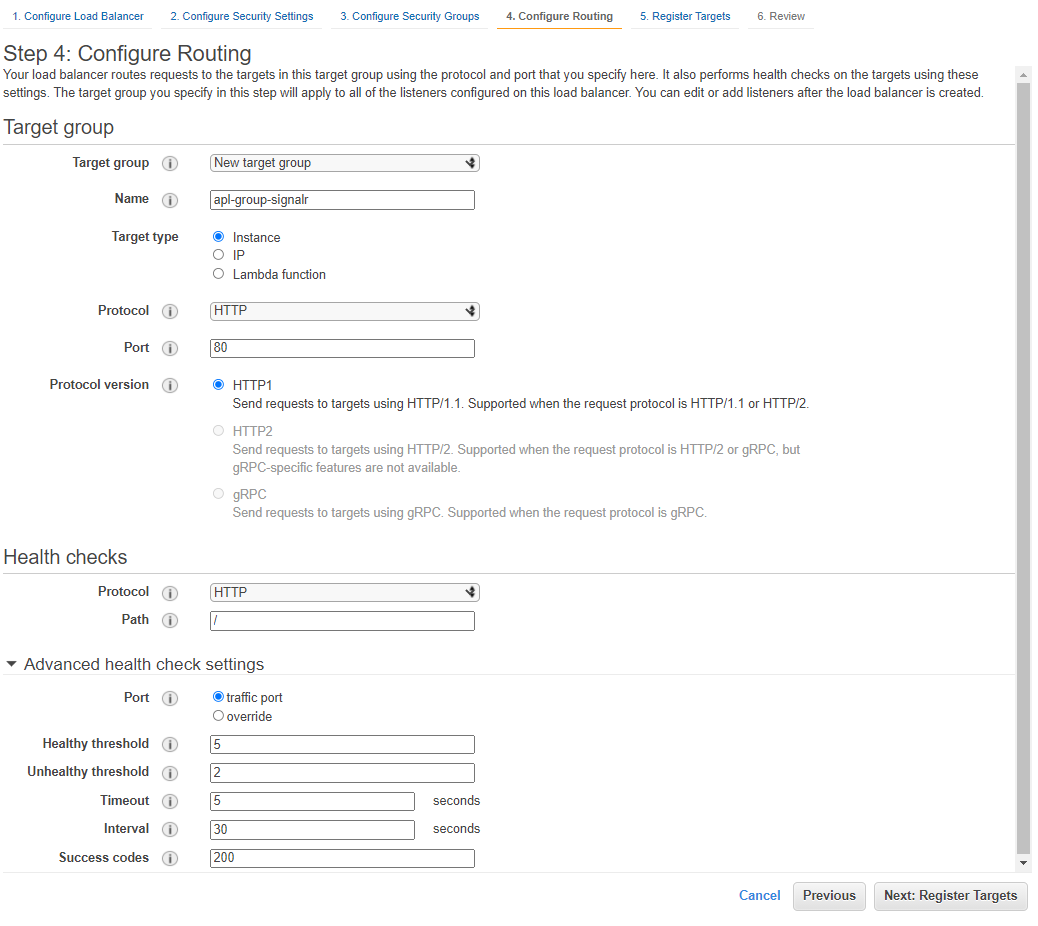 1. Configure Load Balancer 2. Configure Security Settings 3. Configure Security Groups 4. Configure Routing 5. Register Targets 6. Review
Step 4: Configure Routing
Your load balancer routes requests to the targets in this target group using the protocol and port that you specify here. It also performs health checks on the targets using these
settings. The target group you specify in this step will apply to all of the listeners configured on this load balancer. You can edit or add listeners after the load balancer is created.
Target group
Target group i New target group
Name i apl-group-signalr
Target type Instance
IP
Lambda function
Protocol i HTTP
Port i 80
Protocol version i HTTP1
Send requests to targets using HTTP/1.1. Supported when the request protocol is HTTP/1.1 or HTTP/2.
HTTP2
Send requests to targets using HTTP/2. Supported when the request protocol is HTTP/2 or gRPC, but
gRPC-specific features are not available.
gRPC
Send requests to targets using gRPC. Supported when the request protocol is gRPC.
Health checks
Protocol i HTTP
Path i /
Advanced health check settings
Port i traffic port
override
Healthy threshold i 5
Unhealthy threshold i 2
Timeout i 5 seconds
Interval i 30 seconds
Success codes i 200
Cancel Previous Next: Register Targets